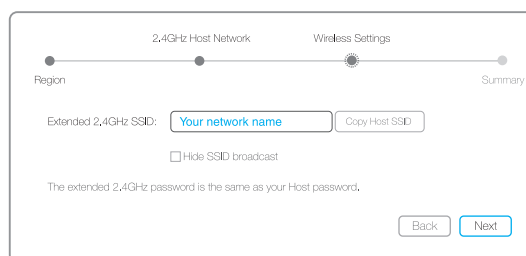 2.4GHz Host Network Wireless Settings
Region Summary
Extended 2.4GHz SSID: Your network name Copy Host SSID
Hide SSID broadcast
The extended 2.4GHz password is the same as your Host password.
Back Next